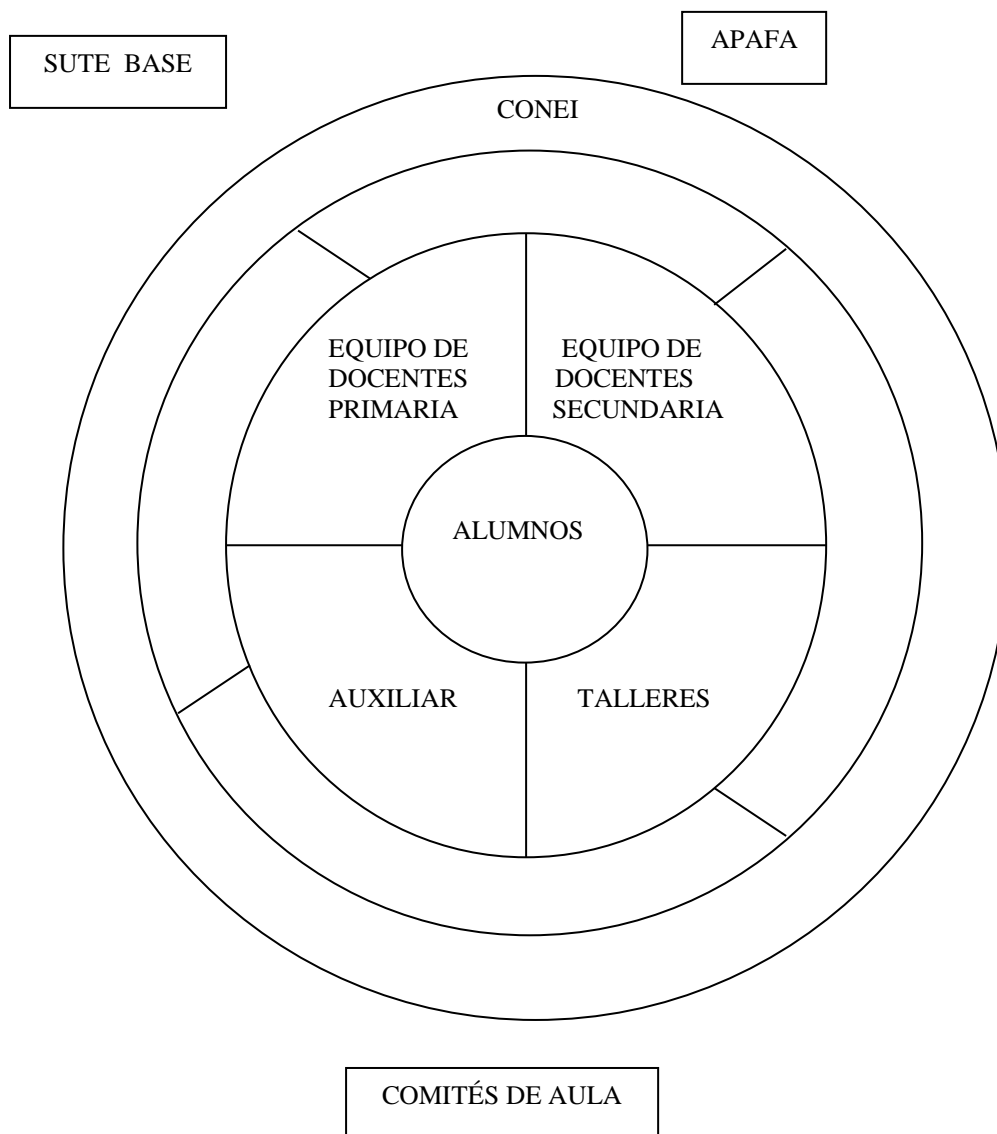 SUTE BASE
APAFA
CONEI
EQUIPO DE
DOCENTES
PRIMARIA
EQUIPO DE
DOCENTES
SECUNDARIA
ALUMNOS
AUXILIAR
TALLERES
COMITÉS DE AULA